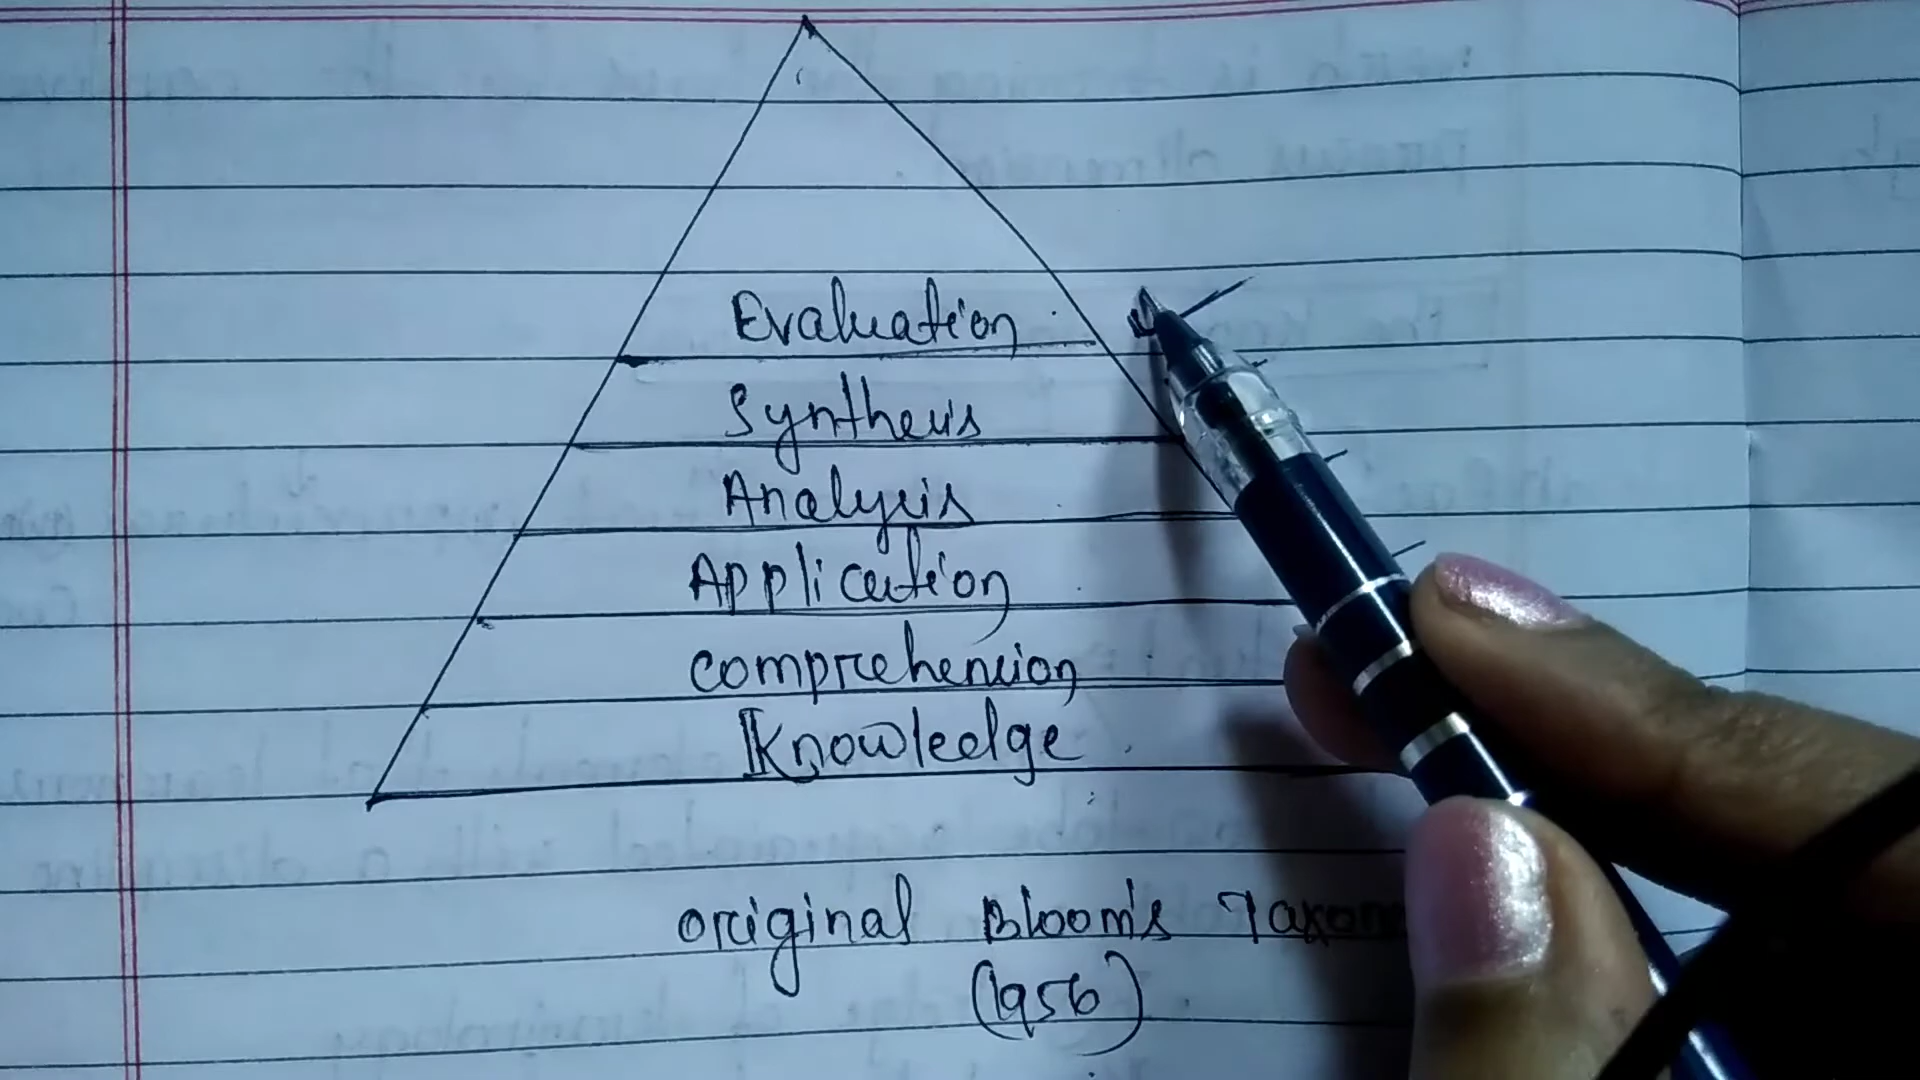 Evaluation
Synthesis
Analysis
Application
comprehension
Knowledge
original Bloom's
(1956)